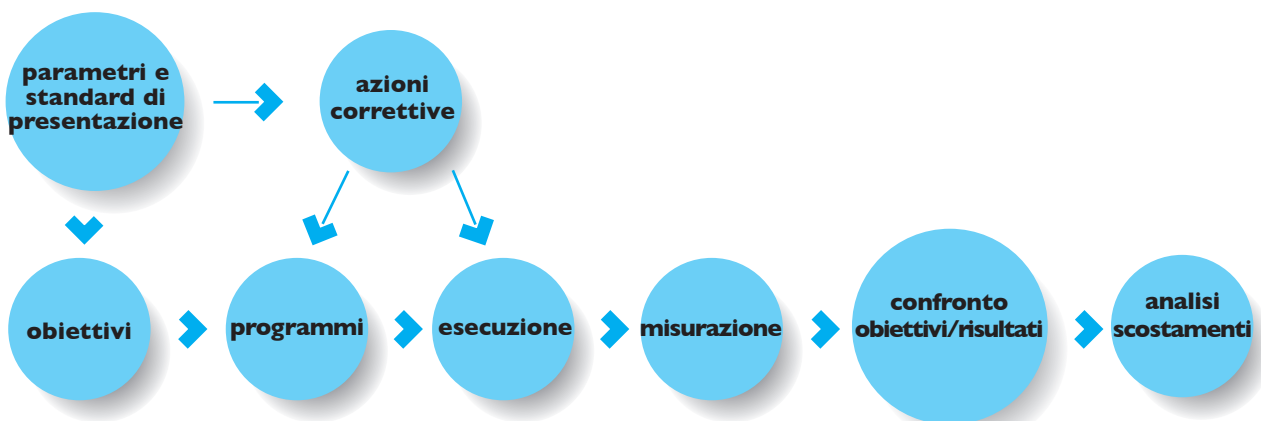 parametri e
standard di
presentazione
azioni
correttive
obiettivi
programmi
esecuzione
misurazione
confronto
obiettivi/risultati
analisi
scostamenti